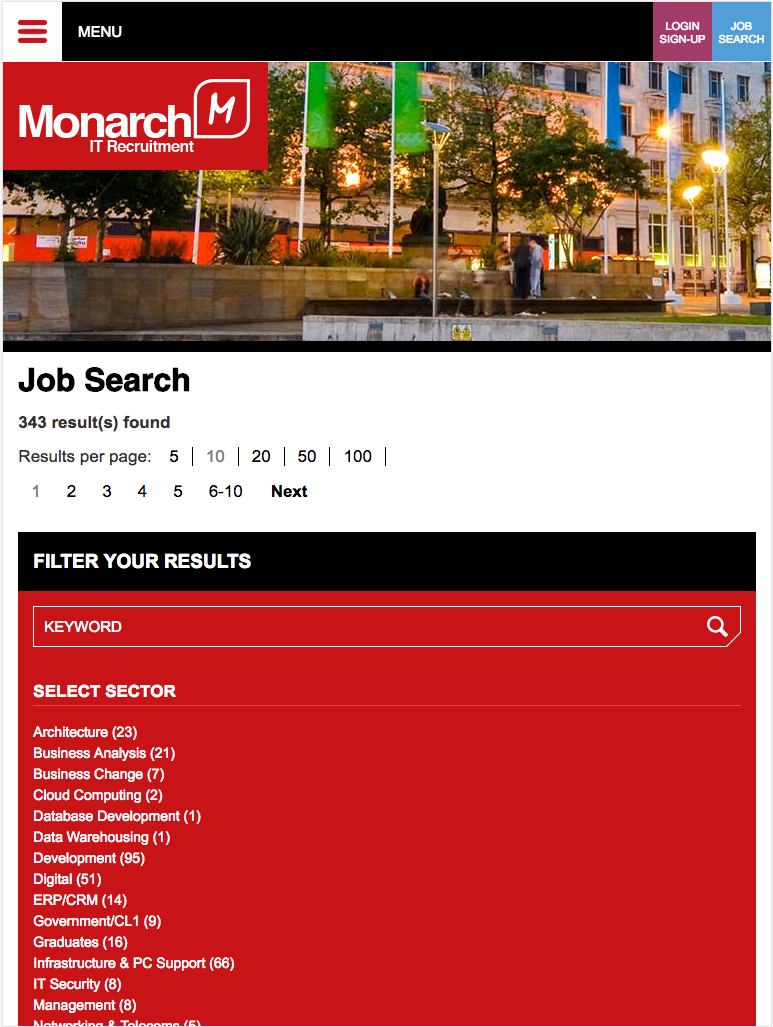 MENU
LOGIN
SIGN-UP
JOB
SEARCH
Monarch M
IT Recruitment
Job Search
343 result(s) found
Results per page: 5 10 20 50 100
1 2 3 4 5 6-10 Next
FILTER YOUR RESULTS
KEYWORD
SELECT SECTOR
Architecture (23)
Business Analysis (21)
Business Change (7)
Cloud Computing (2)
Database Development (1)
Data Warehousing (1)
Development (95)
Digital (51)
ERP/CRM (14)
Government/CL1 (9)
Graduates (16)
Infrastructure & PC Support (66)
IT Security (8)
Management (8)
Networking & Telecoms (5)